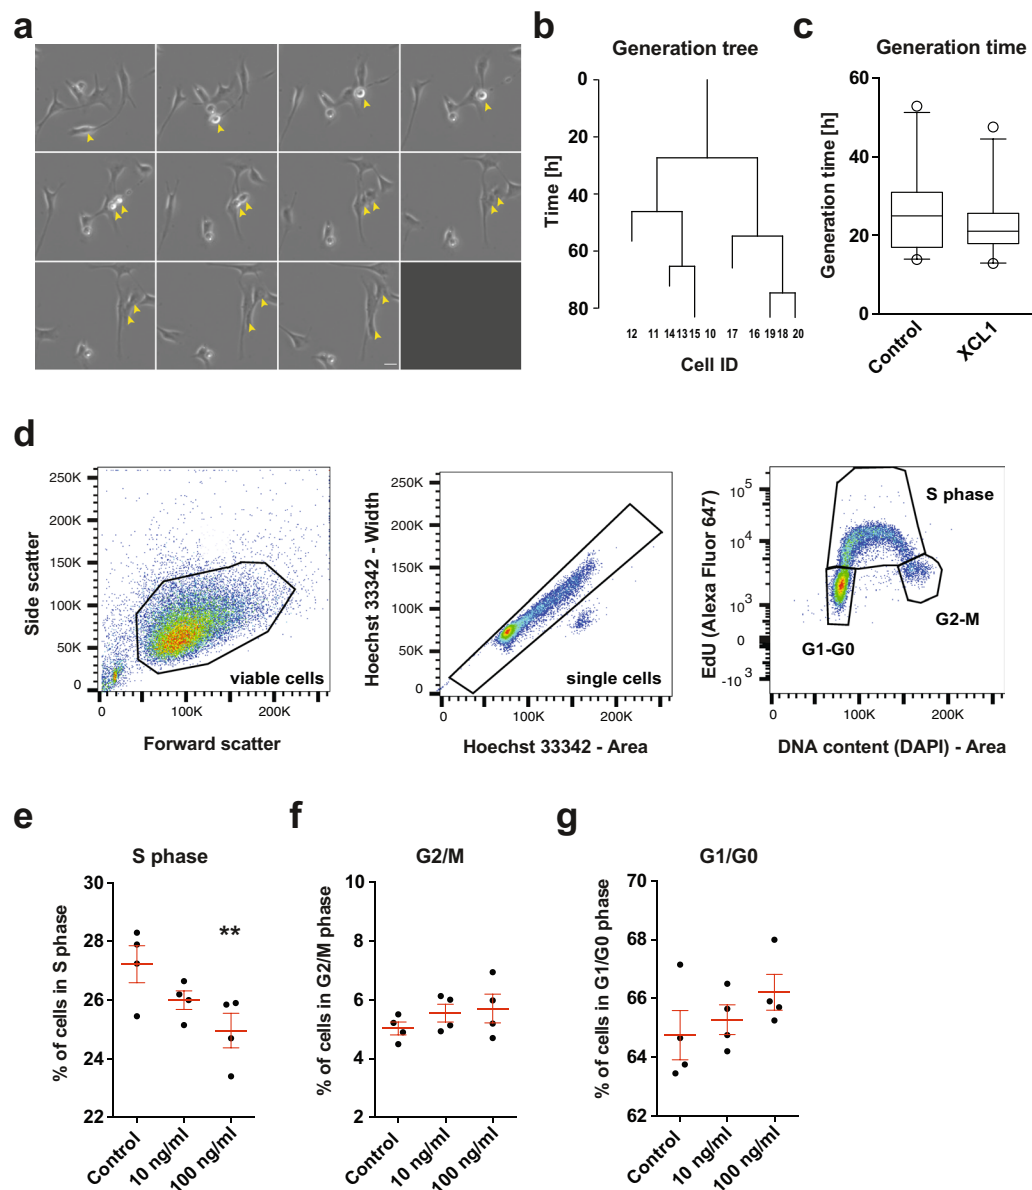 a
b
Generation tree
0
20
40
60
80
Time [h]
12 11 14 13 15 10 17 16 19 18 20
Cell ID
c
Generation time
60
40
20
0
Generation time [h]
Control
XCL1
d
250K
200K
150K
100K
50K
0
Side scatter
viable cells
0 100K 200K
Forward scatter
250K
200K
150K
100K
50K
0
Hoechst 33342 - Width
single cells
0 100K 200K
Hoechst 33342 - Area
10^5
10^4
10^3
0
-10^3
EdU (Alexa Fluor 647)
S phase
G2-M
G1-G0
0 100K 200K
DNA content (DAPI) - Area
e
S phase
30
28
26
24
22
% of cells in S phase
**
Control
10 ng/ml
100 ng/ml
f
G2/M
10
8
6
4
2
% of cells in G2/M phase
Control
10 ng/ml
100 ng/ml
g
G1/G0
70
68
66
64
62
% of cells in G1/G0 phase
Control
10 ng/ml
100 ng/ml